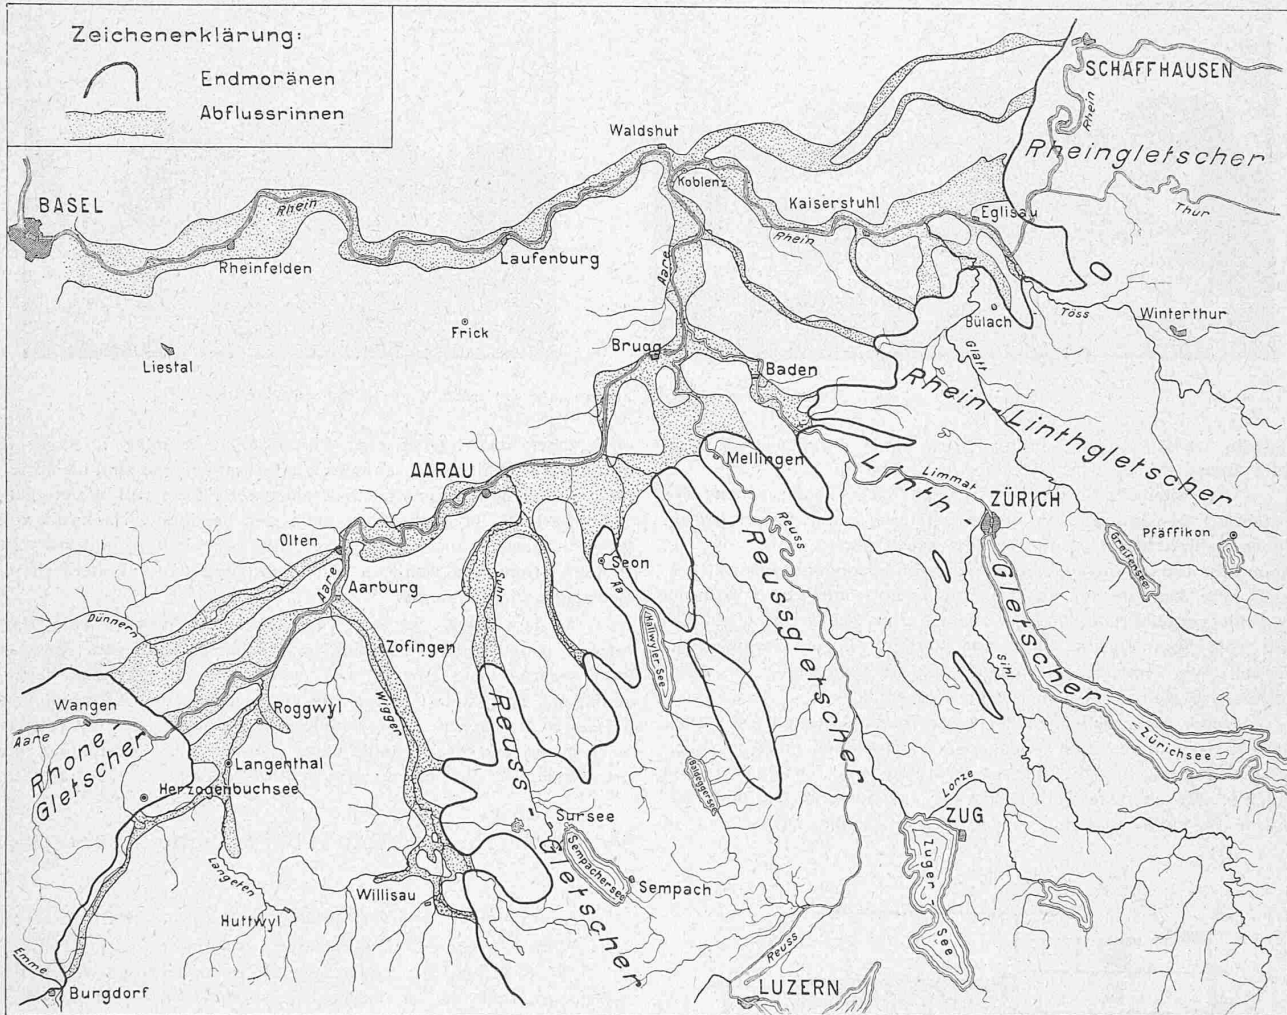 Zeichenerklärung:
Endmoränen
Abflussrinnen
SCHAFFHAUSEN
Rhein
Rheingletscher
Thur
Waldshut
Koblenz
Kaiserstuhl
Eglisau
Rhein
BASEL
Rhein
Rheinfelden
Laufenburg
Aare
Töss
Winterthur
Bülach
Glatt
Frick
Liestal
Brugg
Baden
Rhein-Linthgletscher
AARAU
Mellingen
Limmat
Linth-Gletscher
ZÜRICH
Reuss
Pfäffikon
Greifensee
Olten
Aare
Aarburg
Suhr
Seon
Aa
Hallwyler-See
Reussgletscher
Dünnern
Zofingen
Wigger
Sihl
Wangen
Aare
Roggwyl
Rhone-Gletscher
Langenthal
Herzogenbuchsee
Reuss-Gletscher
Baldeggersee
Zürichsee
Lorze
ZUG
Zuger-See
Sursee
Sempachersee
Sempach
Langeten
Willisau
Huttwyl
Emme
Burgdorf
Reuss
LUZERN